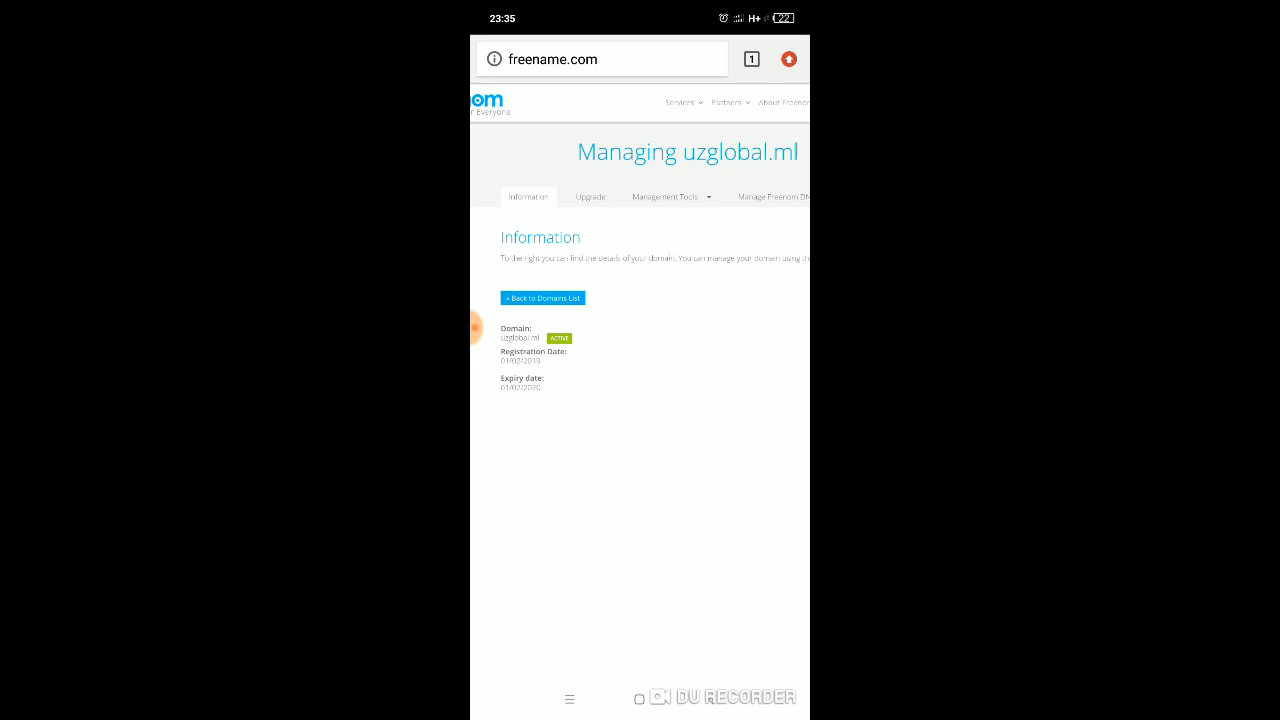 23:35 H+ 22
freename.com 1
om
r Everyone
Services Partners About Freenom
Managing uzglobal.ml
Information Upgrade Management Tools Manage Freenom DN
Information
To the right you can find the details of your domain. You can manage your domain using the
« Back to Domains List
Domain:
uzglobal.ml ACTIVE
Registration Date:
01/02/2019
Expiry date:
01/02/2020
DU RECORDER